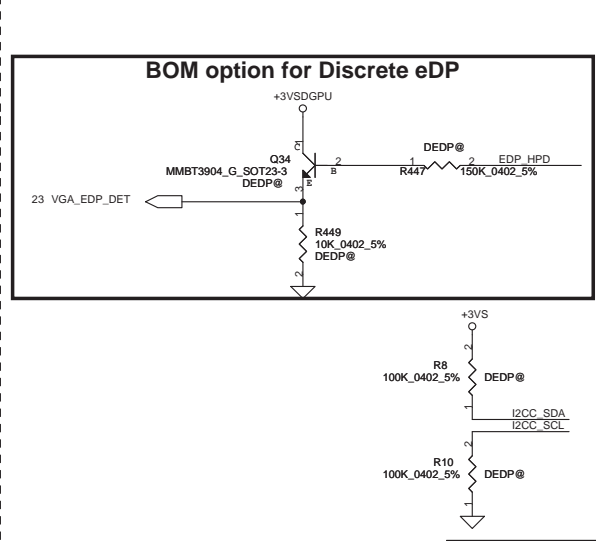 BOM option for Discrete eDP
+3VSDGPU
C
1
Q34
MMBT3904_G_SOT23-3
DEDP@
2
B
E
3
DEDP@
1
2
R447
150K_0402_5%
EDP_HPD
23 VGA_EDP_DET
1
R449
10K_0402_5%
DEDP@
2
+3VS
2
R8
100K_0402_5%
DEDP@
1
I2CC_SDA
I2CC_SCL
2
R10
100K_0402_5%
DEDP@
1